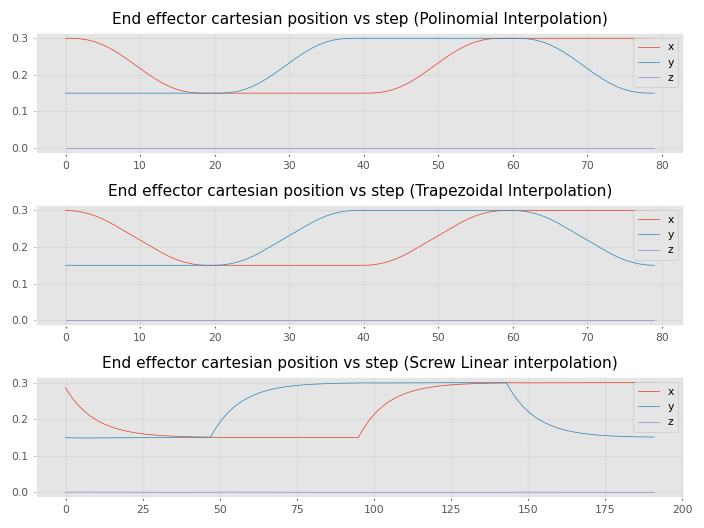 End effector cartesian position vs step (Polinomial Interpolation)
0.3
0.2
0.1
0.0
x
y
z
0 10 20 30 40 50 60 70 80
End effector cartesian position vs step (Trapezoidal Interpolation)
0.3
0.2
0.1
0.0
x
y
z
0 10 20 30 40 50 60 70 80
End effector cartesian position vs step (Screw Linear interpolation)
0.3
0.2
0.1
0.0
x
y
z
0 25 50 75 100 125 150 175 200